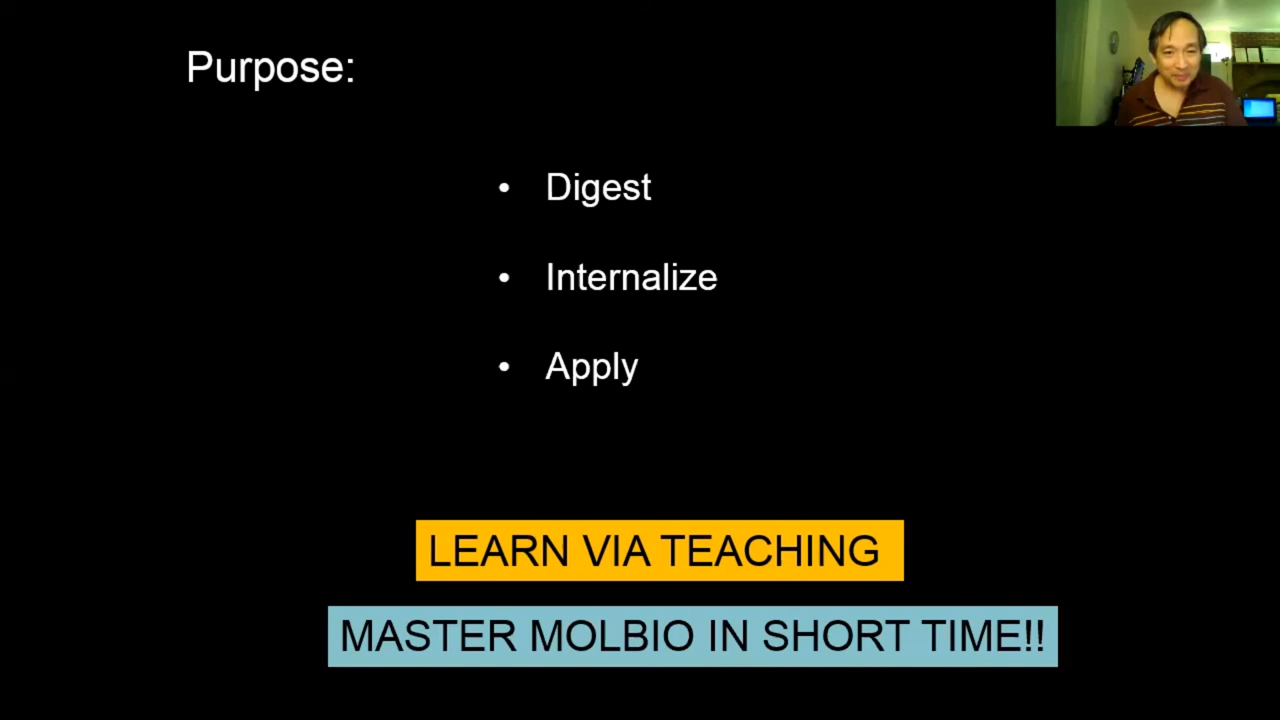 Purpose:
• Digest
• Internalize
• Apply
LEARN VIA TEACHING
MASTER MOLBIO IN SHORT TIME!!